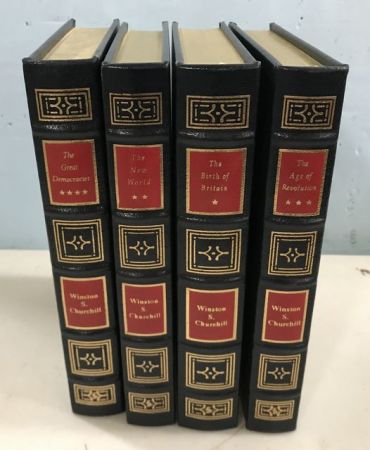 The
Great
Democracies
★★★★
Winston
S.
Churchill
The
New
World
★★
Winston
S.
Churchill
The
Birth of
Britain
★
Winston
S.
Churchill
The
Age of
Revolution
★★★
Winston
S.
Churchill